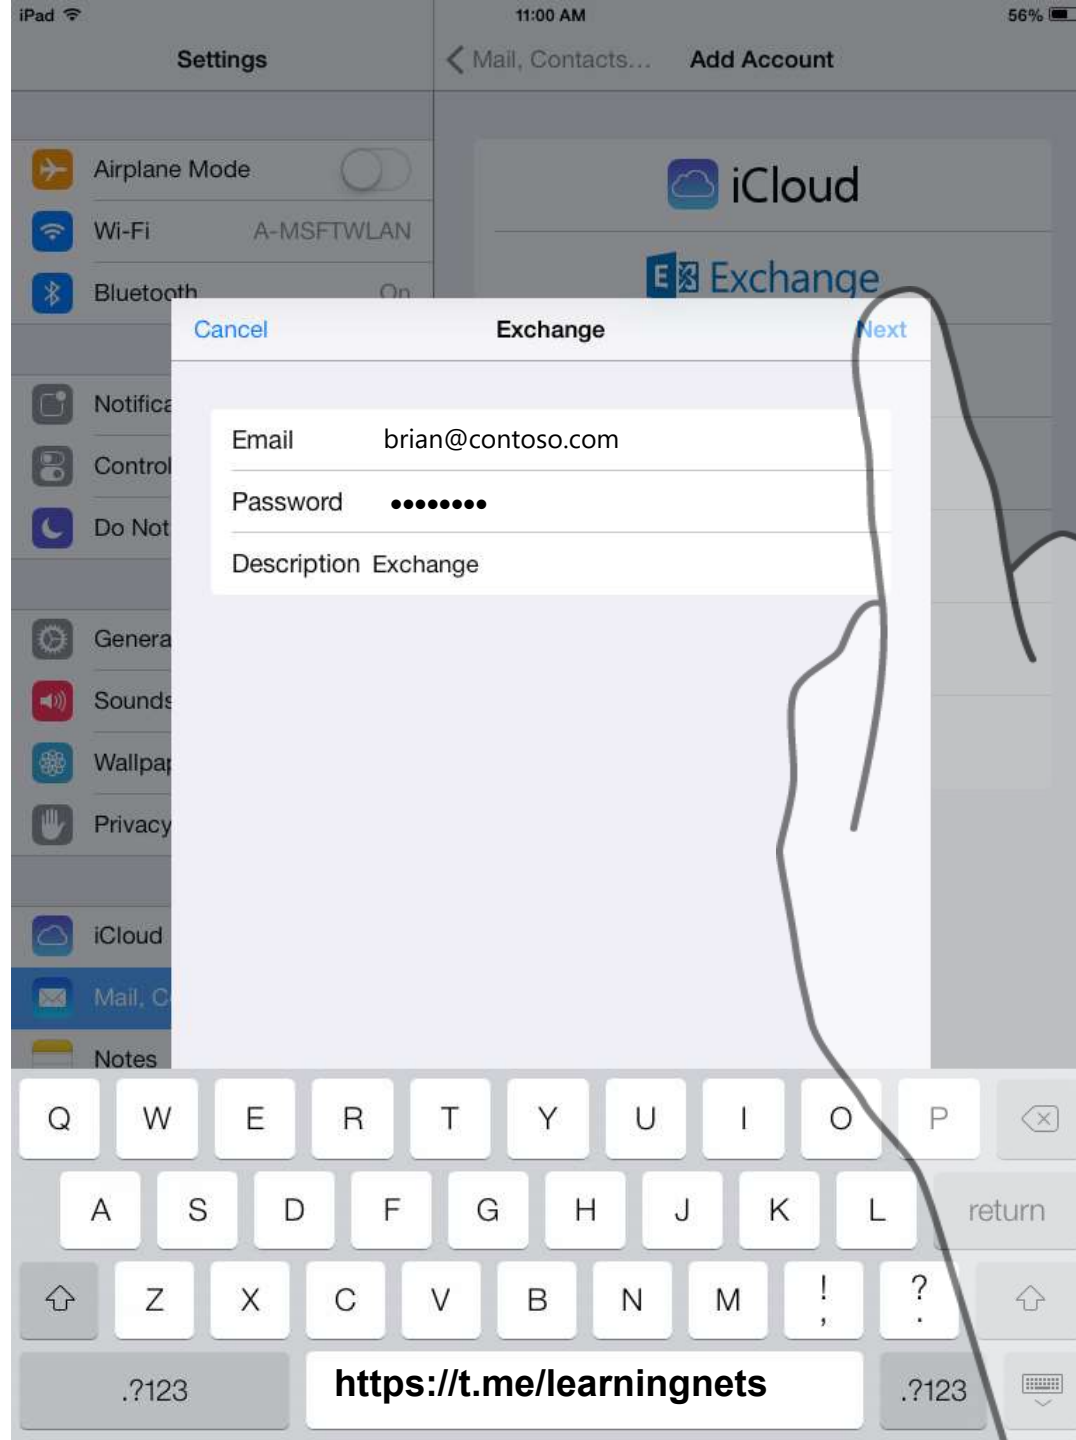 iPad 11:00 AM 56%
Settings
Mail, Contacts... Add Account
Airplane Mode
iCloud
Wi-Fi A-MSFTWLAN
Exchange
Bluetooth On
Cancel Exchange Next
Notifica
Email brian@contoso.com
Control
Password ••••••••
Do Not
Description Exchange
Genera
Sounds
Wallpap
Privacy
iCloud
Mail, C
Notes
Q W E R T Y U I O P
A S D F G H J K L return
Z X C V B N M ! , ? .
.?123 https://t.me/learningnets .?123